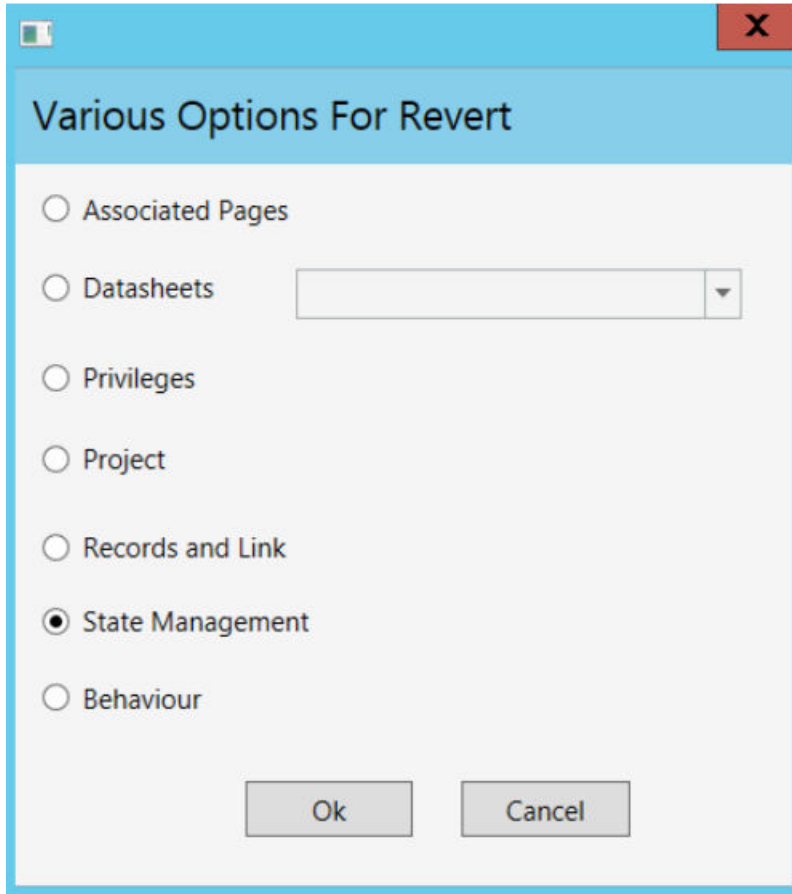 X
Various Options For Revert
Associated Pages
Datasheets
Privileges
Project
Records and Link
State Management
Behaviour
Ok Cancel